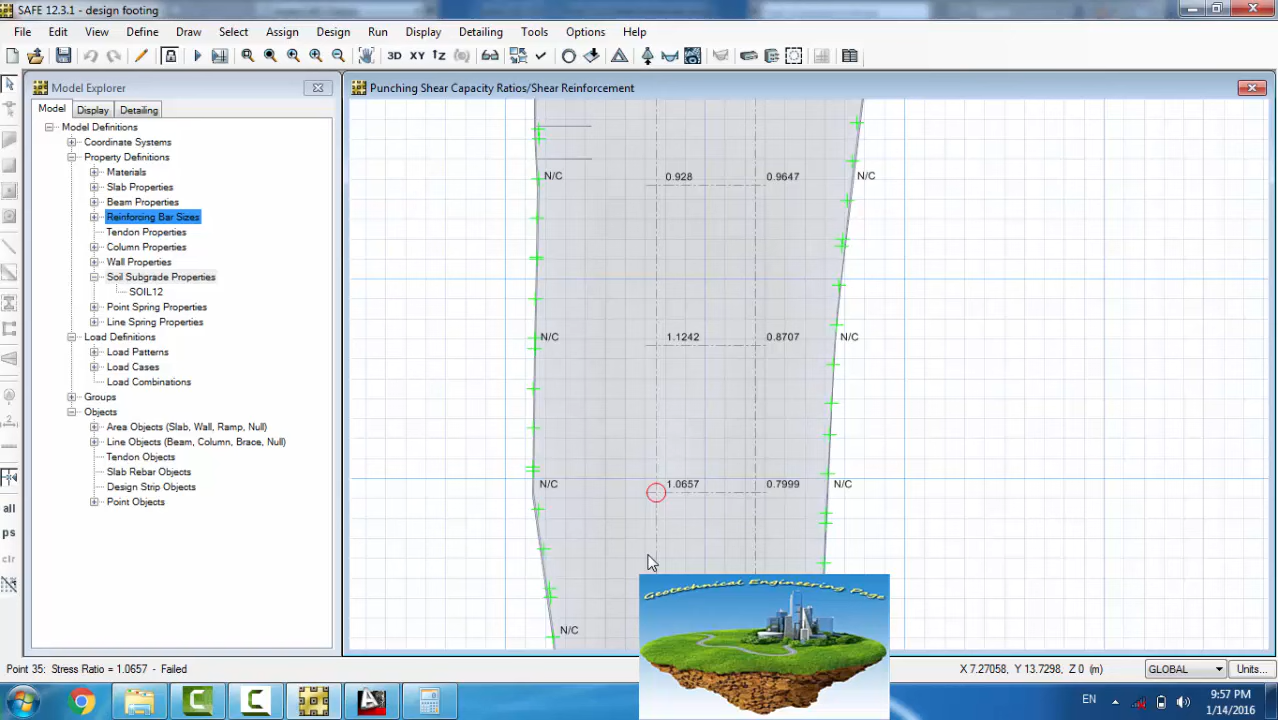 SAFE 12.3.1 - design footing
File Edit View Define Draw Select Assign Design Run Display Detailing Tools Options Help
3D XY
Model Explorer
Model Display Detailing
Model Definitions
Coordinate Systems
Property Definitions
Materials
Slab Properties
Beam Properties
Reinforcing Bar Sizes
Tendon Properties
Column Properties
Wall Properties
Soil Subgrade Properties
SOIL12
Point Spring Properties
Line Spring Properties
Load Definitions
Load Patterns
Load Cases
Load Combinations
Groups
Objects
Area Objects (Slab, Wall, Ramp, Null)
Line Objects (Beam, Column, Brace, Null)
Tendon Objects
Slab Rebar Objects
Design Strip Objects
Point Objects
all
ps
clr
Punching Shear Capacity Ratios/Shear Reinforcement
N/C 0.928 0.9647 N/C
N/C 1.1242 0.8707 N/C
N/C 1.0657 0.7999 N/C
N/C
Geotechnical Engineering Page
Point 35: Stress Ratio = 1.0657 - Failed
X 7.27058, Y 13.7298, Z 0 (m)
GLOBAL
Units...
EN
9:57 PM
1/14/2016